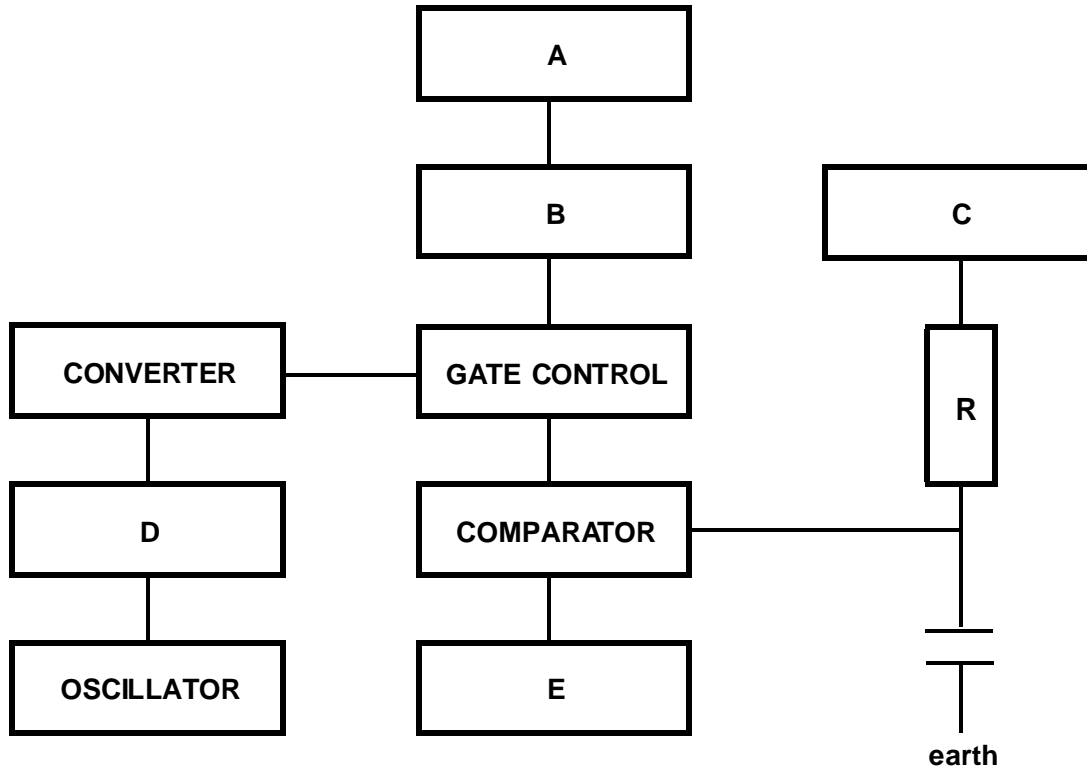 A
B
C
CONVERTER
GATE CONTROL
R
D
COMPARATOR
OSCILLATOR
E
earth